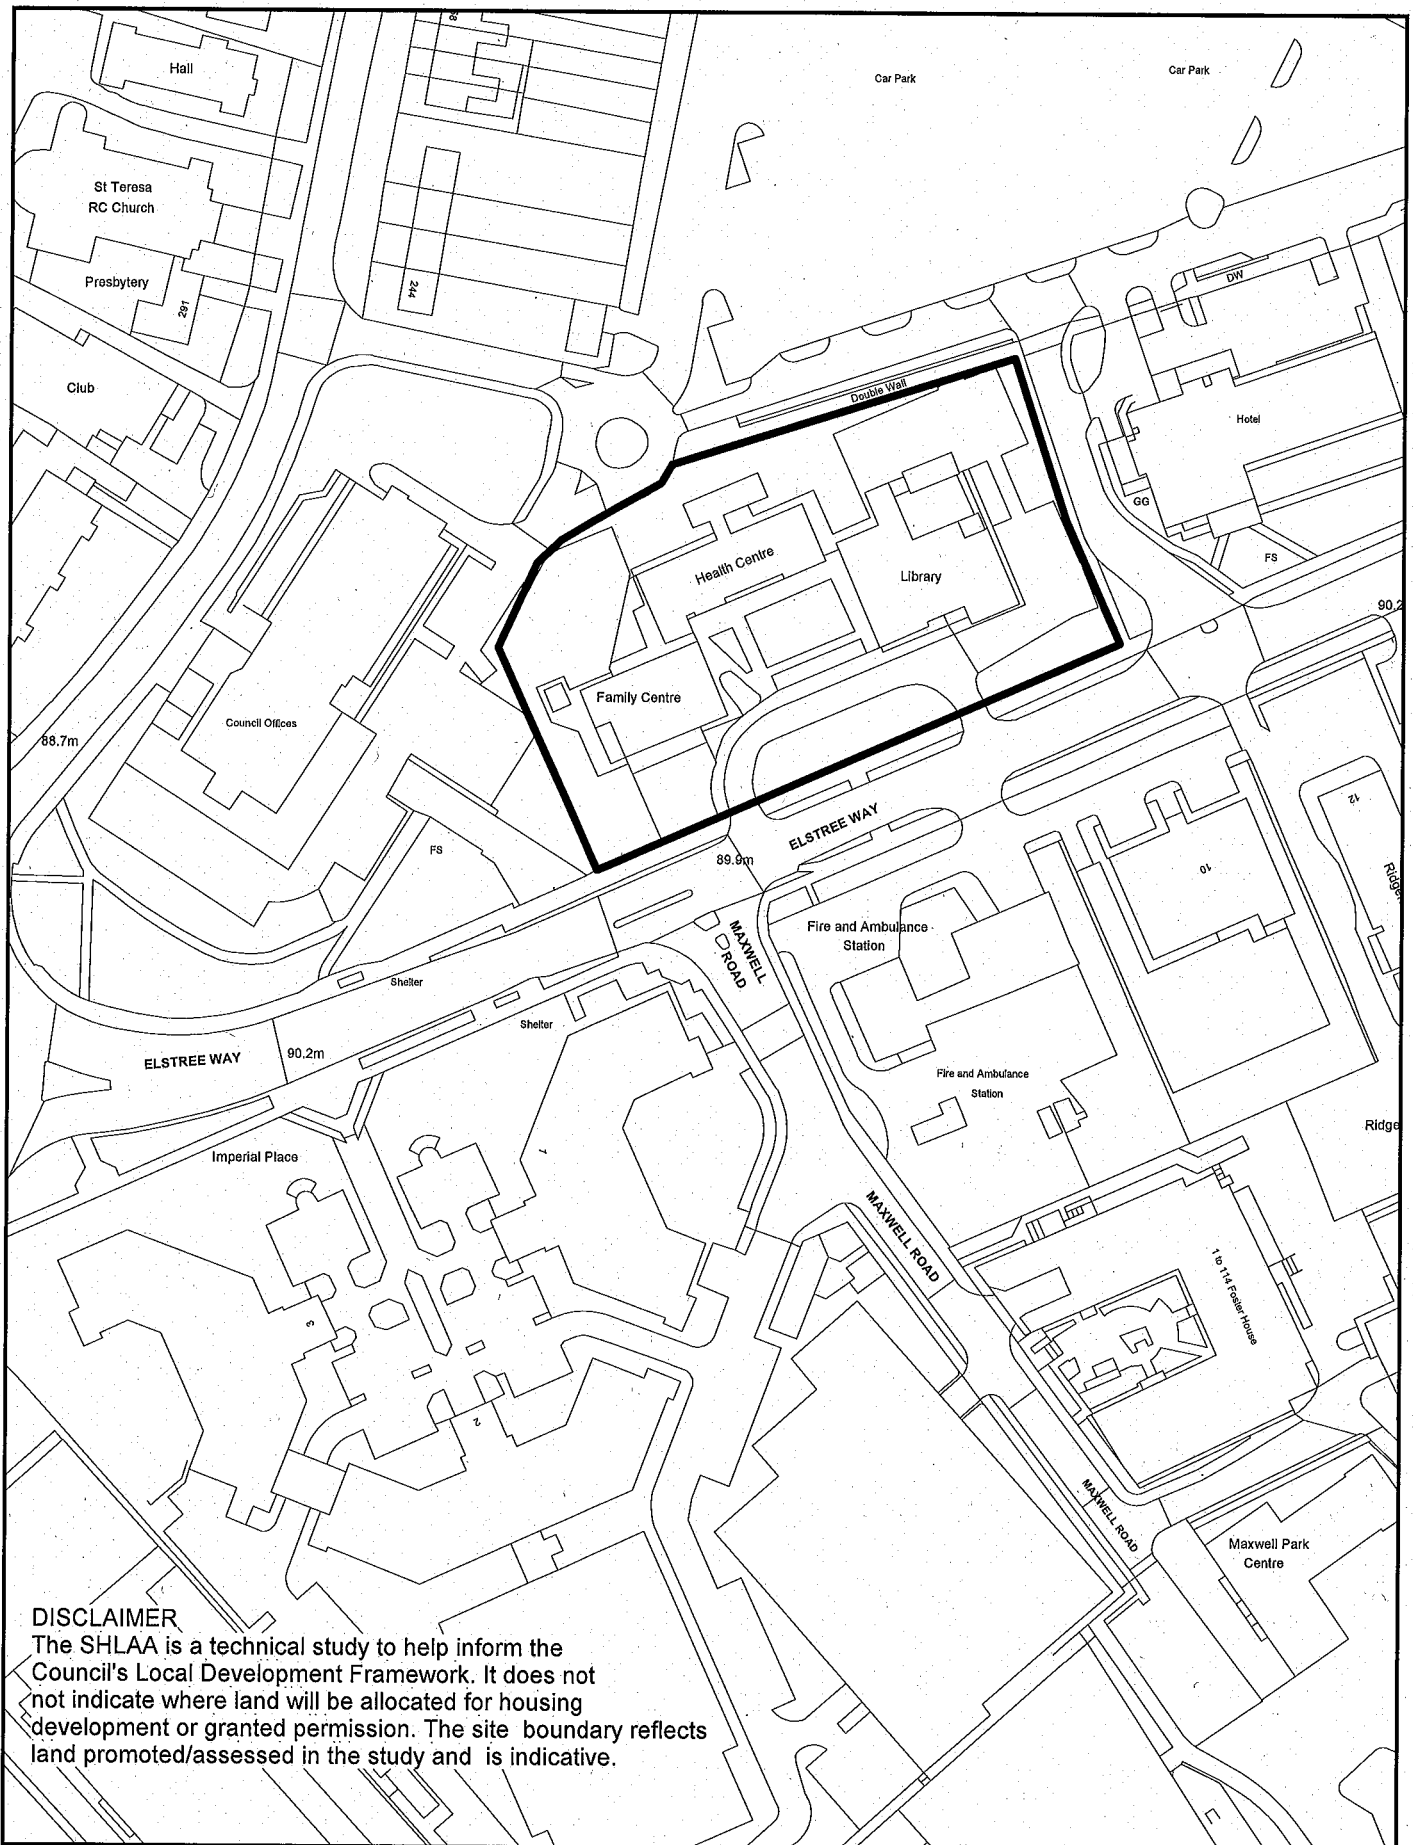 58
Hall
Car Park
Car Park
St Teresa
RC Church
Presbytery
291
244
DW
Club
Double Wall
Hotel
GG
FS
Health Centre
Library
90.2
Family Centre
Council Offices
88.7m
ELSTREE WAY
12
FS
89.9m
10
Ridge
MAXWELL
ROAD
Fire and Ambulance
Station
Shelter
Shelter
ELSTREE WAY
90.2m
Fire and Ambulance
Station
Ridge
Imperial Place
1
MAXWELL ROAD
1 to 114 Foster House
3
2
MAXWELL ROAD
Maxwell Park
Centre
DISCLAIMER
The SHLAA is a technical study to help inform the
Council's Local Development Framework. It does not
not indicate where land will be allocated for housing
development or granted permission. The site boundary reflects
land promoted/assessed in the study and is indicative.